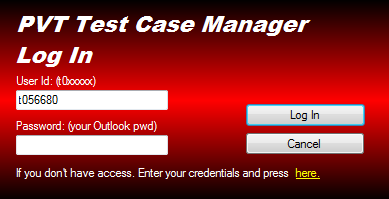 PVT Test Case Manager
Log In
User Id: (t0xxxxx)
t056680
Log In
Password: (your Outlook pwd)
Cancel
If you don't have access. Enter your credentials and press here.